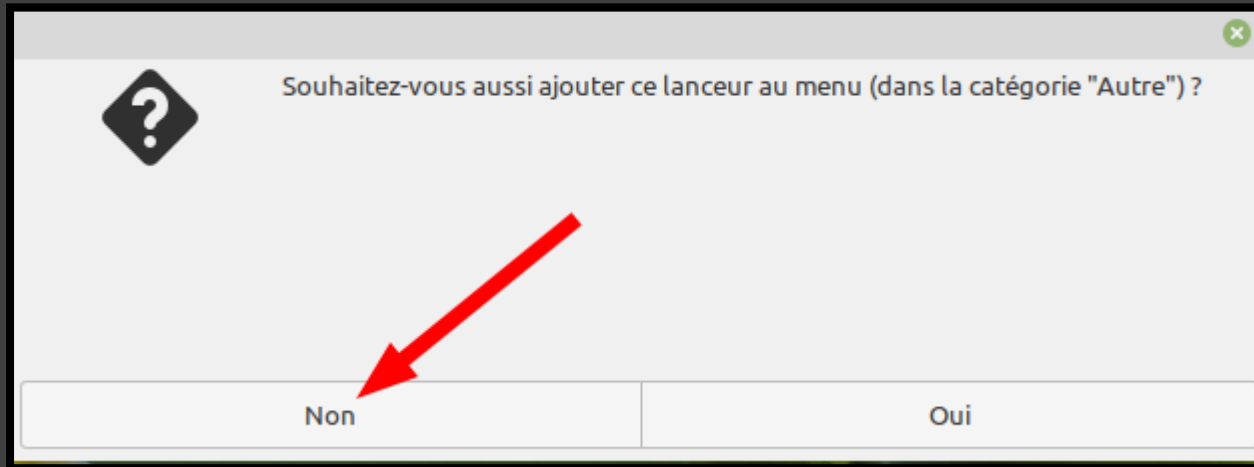 Souhaitez-vous aussi ajouter ce lanceur au menu (dans la catégorie "Autre") ?
Non
Oui